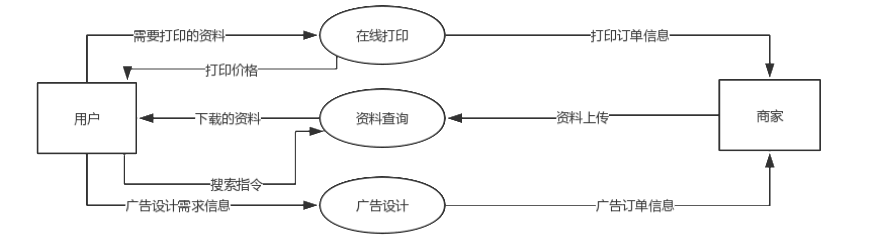 需要打印的资料
在线打印
打印订单信息
打印价格
用户
下载的资料
资料查询
资料上传
商家
搜索指令
广告设计需求信息
广告设计
广告订单信息